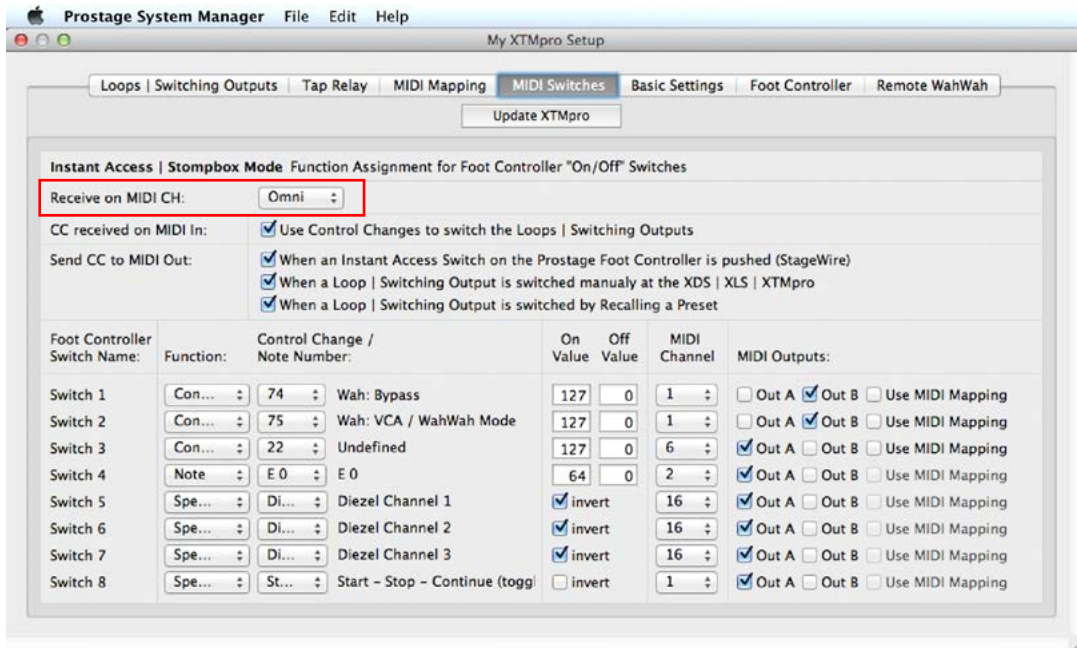 Prostage System Manager File Edit Help
My XTMpro Setup
Loops | Switching Outputs Tap Relay MIDI Mapping MIDI Switches Basic Settings Foot Controller Remote WahWah
Update XTMpro
Instant Access | Stompbox Mode Function Assignment for Foot Controller "On/Off" Switches
Receive on MIDI CH: Omni
CC received on MIDI In: Use Control Changes to switch the Loops | Switching Outputs
Send CC to MIDI Out: When an Instant Access Switch on the Prostage Foot Controller is pushed (StageWire)
When a Loop | Switching Output is switched manualy at the XDS | XLS | XTMpro
When a Loop | Switching Output is switched by Recalling a Preset
Foot Controller Control Change / On Off MIDI
Switch Name: Function: Note Number: Value Value Channel MIDI Outputs:
Switch 1 Con... 74 Wah: Bypass 127 0 1 Out A Out B Use MIDI Mapping
Switch 2 Con... 75 Wah: VCA / WahWah Mode 127 0 1 Out A Out B Use MIDI Mapping
Switch 3 Con... 22 Undefined 127 0 6 Out A Out B Use MIDI Mapping
Switch 4 Note E 0 E 0 64 0 2 Out A Out B Use MIDI Mapping
Switch 5 Spe... Di... Diezel Channel 1 invert 16 Out A Out B Use MIDI Mapping
Switch 6 Spe... Di... Diezel Channel 2 invert 16 Out A Out B Use MIDI Mapping
Switch 7 Spe... Di... Diezel Channel 3 invert 16 Out A Out B Use MIDI Mapping
Switch 8 Spe... St... Start – Stop – Continue (toggl invert 1 Out A Out B Use MIDI Mapping